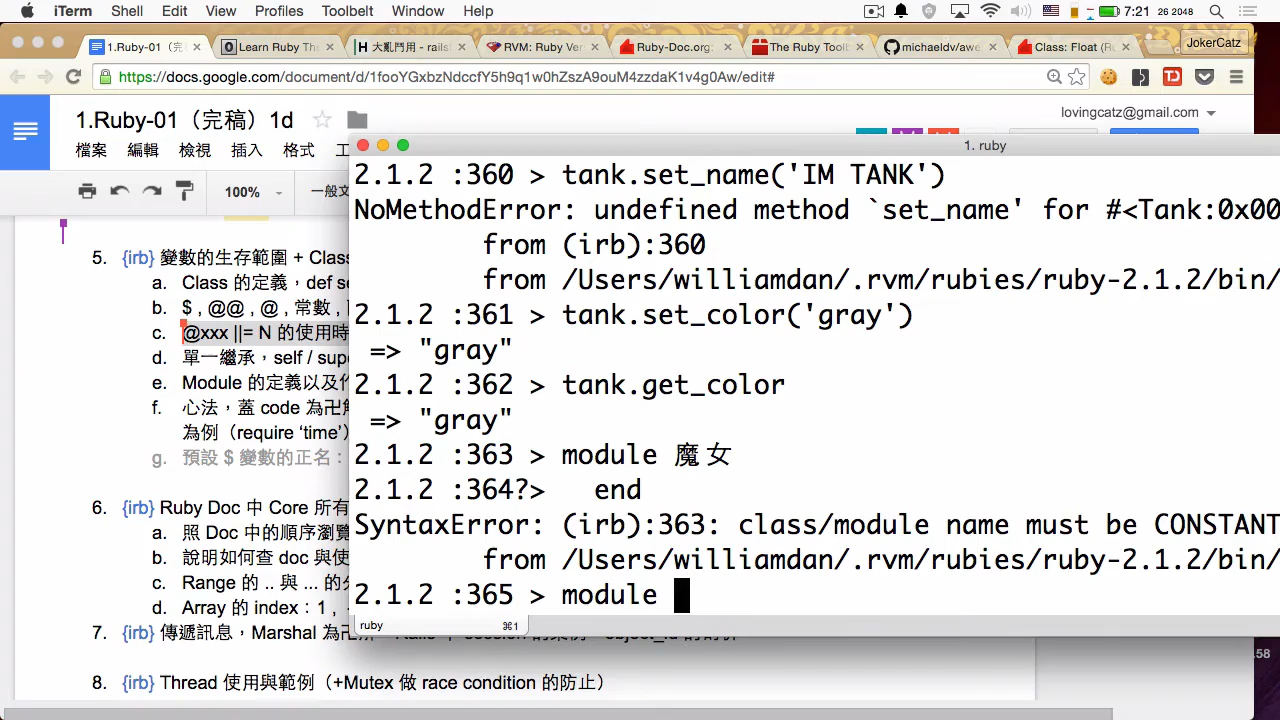 iTerm Shell Edit View Profiles Toolbelt Window Help 7:21 26 2048
1.Ruby-01（完 Learn Ruby The 大亂鬥用 - rails RVM: Ruby Ver Ruby-Doc.org The Ruby Toolb michaeldv/awe Class: Float (Ru JokerCatz
https://docs.google.com/document/d/1fooYGxbzNdcfY5h9q1w0hZszA9ouM4zzdaK1v4g0Aw/edit#
1.Ruby-01（完稿）1d
lovingcatz@gmail.com
檔案 編輯 檢視 插入 格式 工
100% 一般文
1. ruby
2.1.2 :360 > tank.set_name('IM TANK')
NoMethodError: undefined method `set_name' for #<Tank:0x00
from (irb):360
from /Users/williamdan/.rvm/rubies/ruby-2.1.2/bin/
2.1.2 :361 > tank.set_color('gray')
=> "gray"
2.1.2 :362 > tank.get_color
=> "gray"
2.1.2 :363 > module 魔女
2.1.2 :364?> end
SyntaxError: (irb):363: class/module name must be CONSTANT
from /Users/williamdan/.rvm/rubies/ruby-2.1.2/bin/
2.1.2 :365 > module
ruby ⌘1
5. {irb} 變數的生存範圍 + Clas
a. Class 的定義，def se
b. $ , @@ , @ , 常數 ,
c. @xxx ||= N 的使用時
d. 單一繼承，self / supe
e. Module 的定義以及作
f. 心法，蓋 code 為卍解
為例（require ‘time’）
g. 預設 $ 變數的正名：
6. {irb} Ruby Doc 中 Core 所有
a. 照 Doc 中的順序瀏覽
b. 說明如何查 doc 與使
c. Range 的 .. 與 ... 的
d. Array 的 index：1 ,
7. {irb} 傳遞訊息，Marshal 為卍解
8. {irb} Thread 使用與範例（+Mutex 做 race condition 的防止）
58